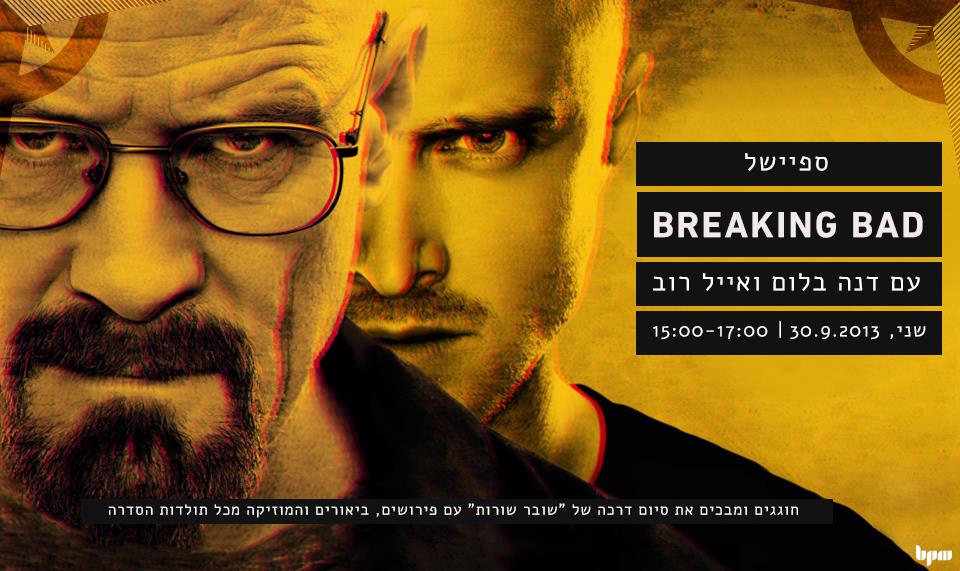 ספיישל
BREAKING BAD
עם דנה בלום ואייל רוב
שני, 30.9.2013 | 15:00-17:00
חוגגים ומבכים את סיום דרכה של "שובר שורות" עם פירושים, ביאורים והמוזיקה מכל תולדות הסדרה
bpm